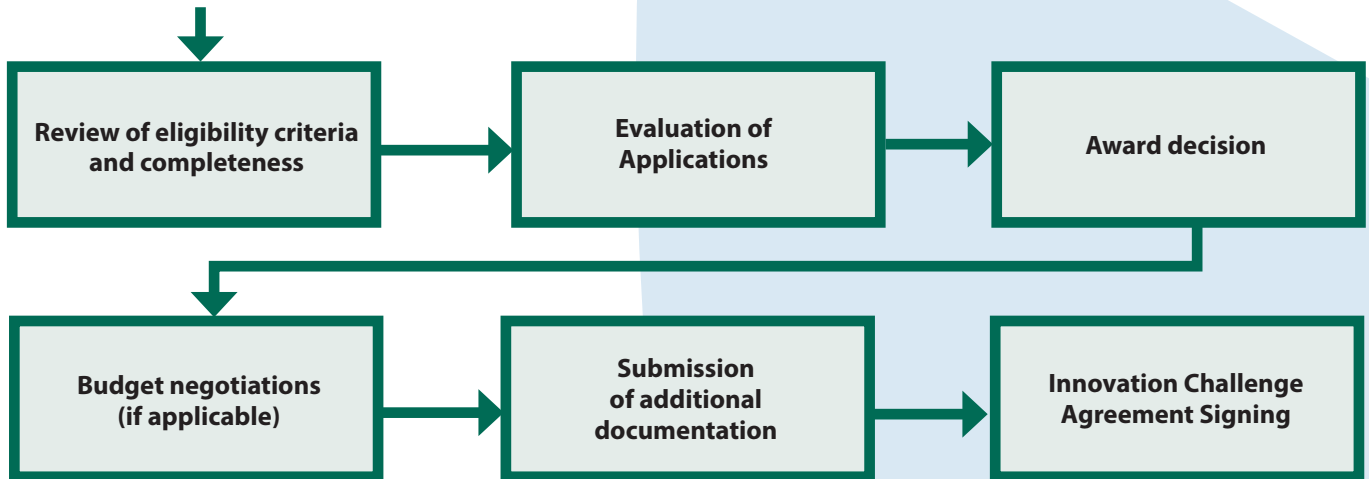 Review of eligibility criteria
and completeness
Evaluation of
Applications
Award decision
Budget negotiations
(if applicable)
Submission
of additional
documentation
Innovation Challenge
Agreement Signing